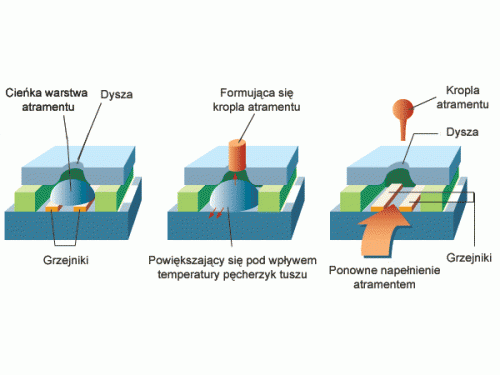 Cieńka warstwa
atramentu
Dysza
Grzejniki
Formująca się
kropla atramentu
Powiększający się pod wpływem
temperatury pęcherzyk tuszu
Kropla
atramentu
Dysza
Grzejniki
Ponowne napełnienie
atramentem